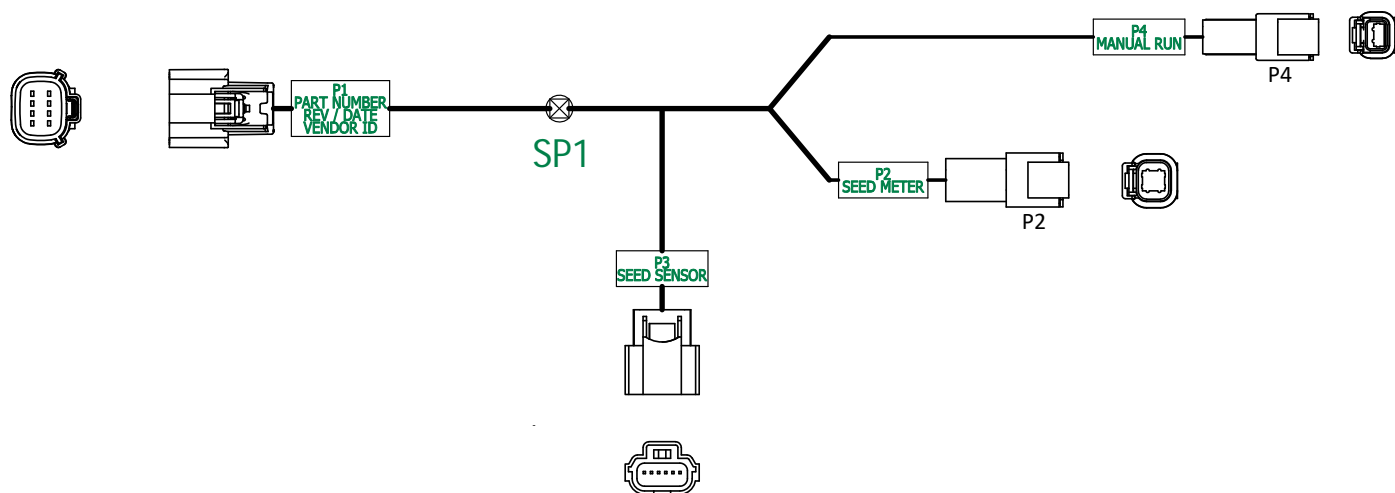 P4
MANUAL RUN
P4
P1
PART NUMBER
REV / DATE
VENDOR ID
SP1
P2
SEED METER
P2
P3
SEED SENSOR